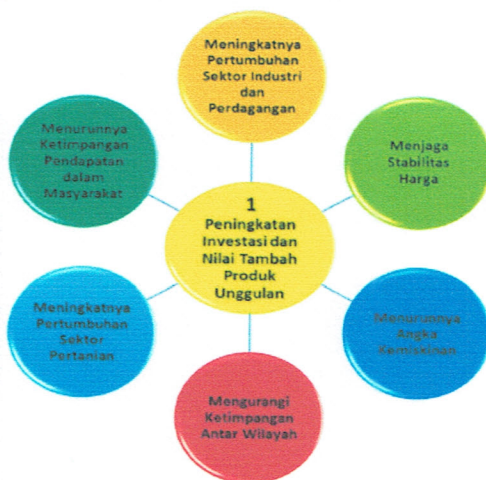 Meningkatnya
Pertumbuhan
Sektor Industri
dan
Perdagangan
Menurunnya
Ketimpangan
Pendapatan
dalam
Masyarakat
Menjaga
Stabilitas
Harga
1
Peningkatan
Investasi dan
Nilai Tambah
Produk
Unggulan
Meningkatnya
Pertumbuhan
Sektor
Pertanian
Menurunnya
Angka
Kemiskinan
Mengurangi
Ketimpangan
Antar Wilayah